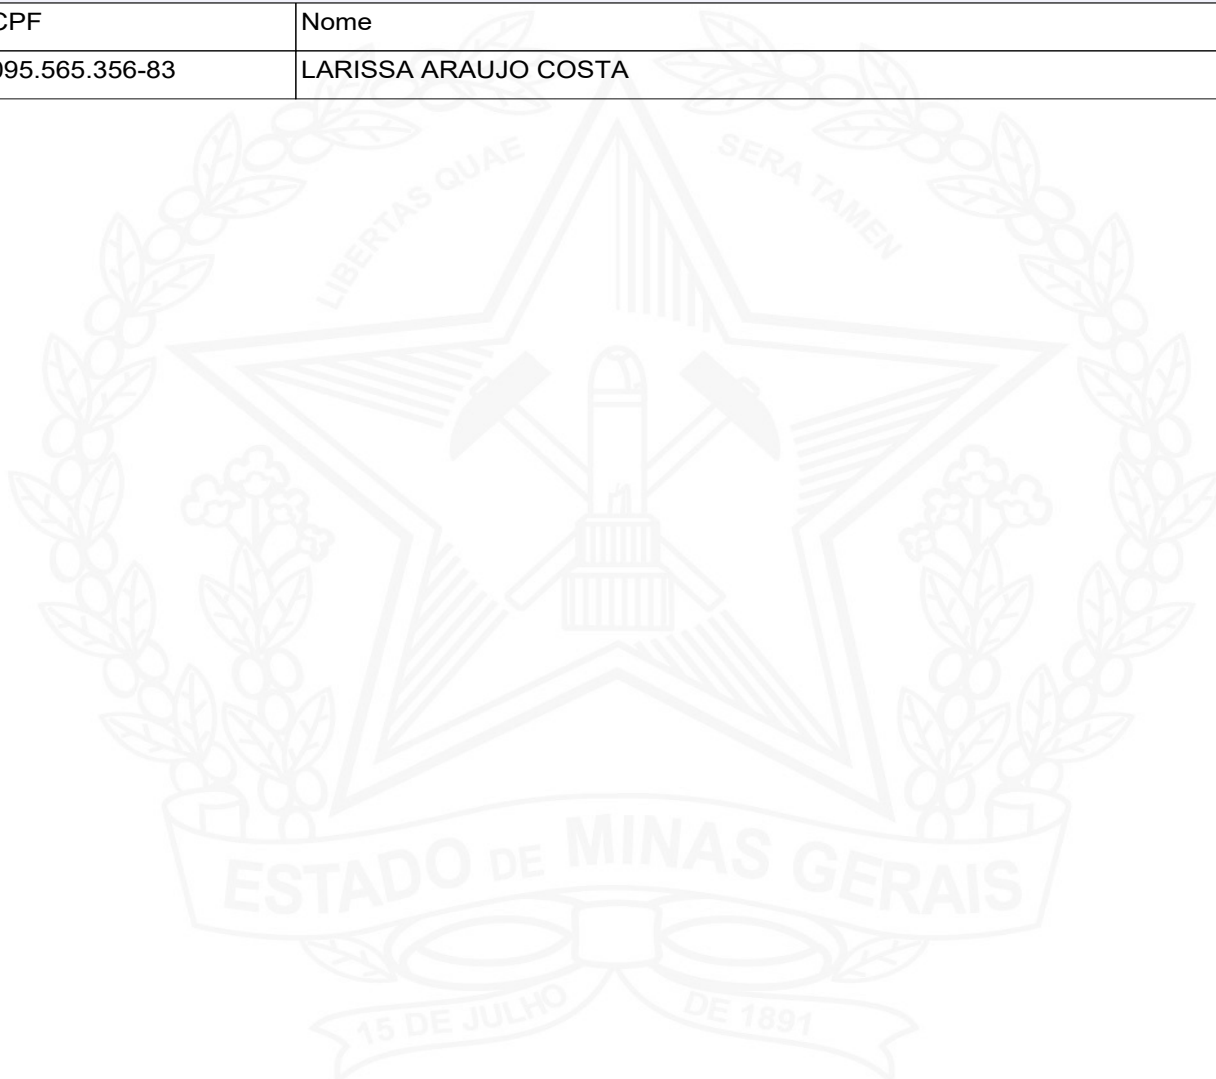 CPF Nome
095.565.356-83 LARISSA ARAUJO COSTA
LIBERTAS QUAE SERA TAMEN
ESTADO DE MINAS GERAIS
15 DE JULHO DE 1891